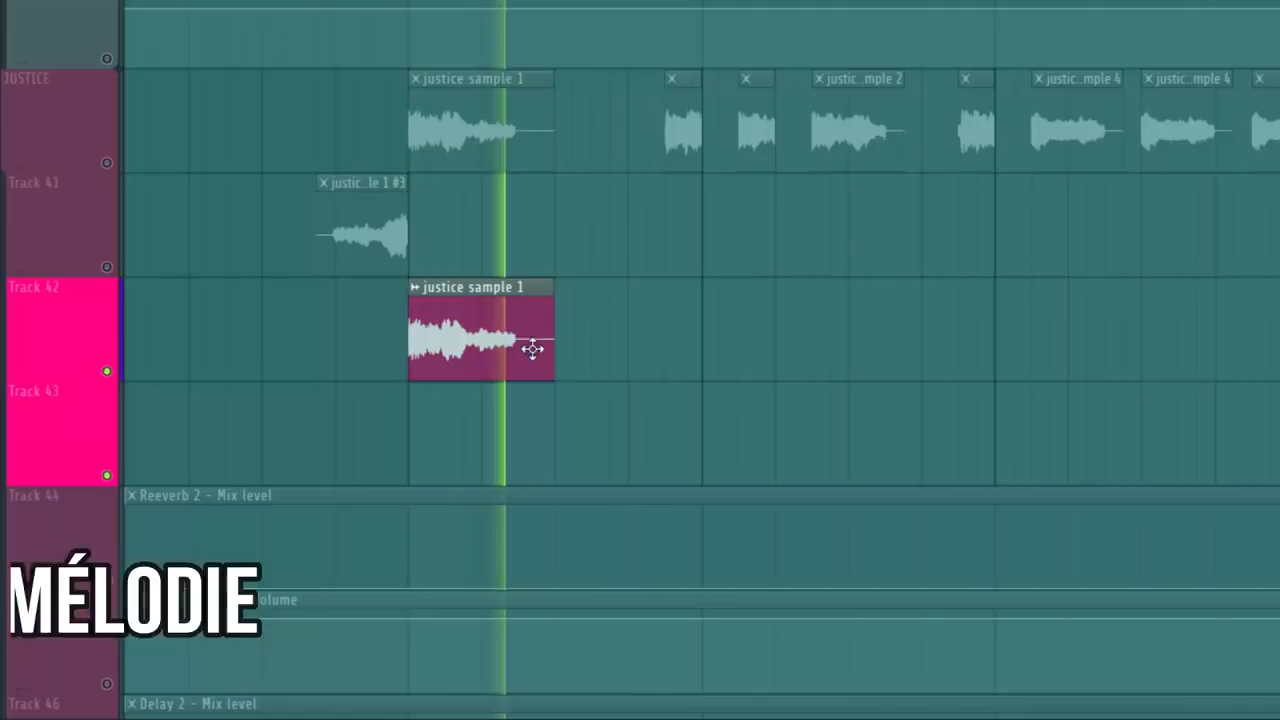 JUSTICE
justice sample 1
justic...mple 2
justic...mple 4
justic...mple 4
Track 41
justic...le 1 #3
Track 42
justice sample 1
Track 43
Track 44
Reeverb 2 - Mix level
MÉLODIE
olume
Track 46
Delay 2 - Mix level